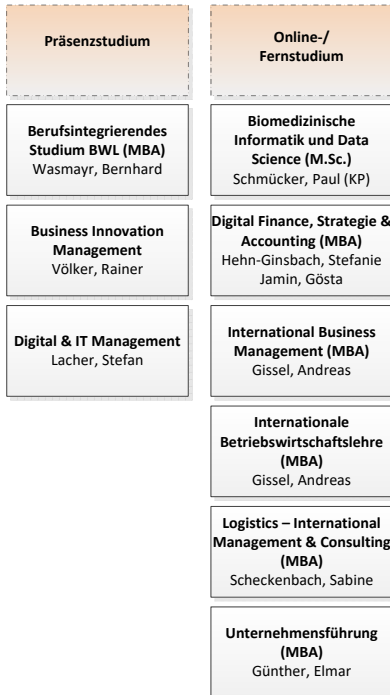 Präsenzstudium
Berufsintegrierendes
Studium BWL (MBA)
Wasmayr, Bernhard
Business Innovation
Management
Völker, Rainer
Digital & IT Management
Lacher, Stefan
Online-/
Fernstudium
Biomedizinische
Informatik und Data
Science (M.Sc.)
Schmücker, Paul (KP)
Digital Finance, Strategie &
Accounting (MBA)
Hehn-Ginsbach, Stefanie
Jamin, Gösta
International Business
Management (MBA)
Gissel, Andreas
Internationale
Betriebswirtschaftslehre
(MBA)
Gissel, Andreas
Logistics – International
Management & Consulting
(MBA)
Scheckenbach, Sabine
Unternehmensführung
(MBA)
Günther, Elmar